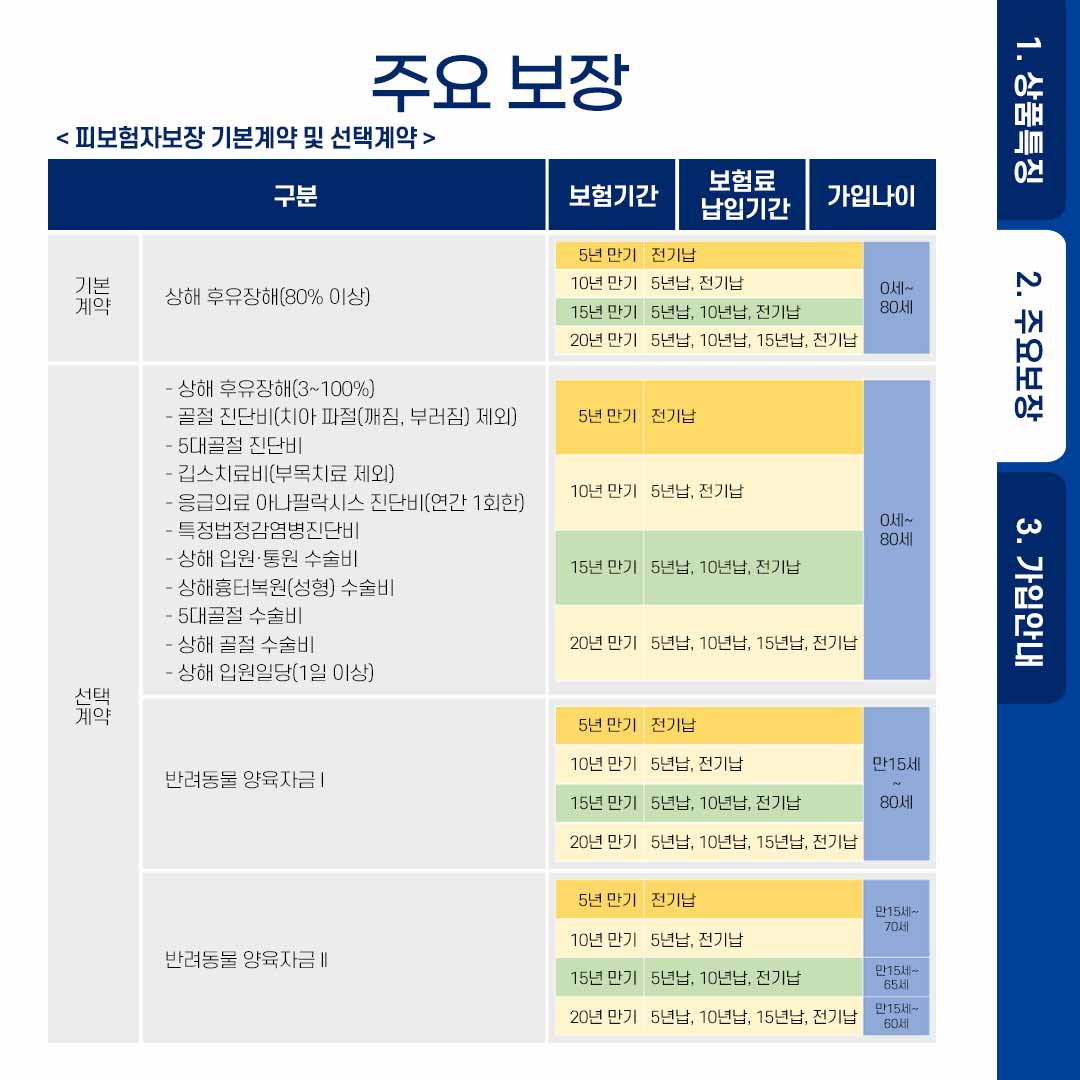 주요 보장
< 피보험자보장 기본계약 및 선택계약 >
구분
보험기간
보험료
납입기간
가입나이
기본
계약
상해 후유장해(80% 이상)
5년 만기 전기납
10년 만기 5년납, 전기납
15년 만기 5년납, 10년납, 전기납
20년 만기 5년납, 10년납, 15년납, 전기납
0세~
80세
선택
계약
- 상해 후유장해(3~100%)
- 골절 진단비(치아 파절(깨짐, 부러짐) 제외)
- 5대골절 진단비
- 깁스치료비(부목치료 제외)
- 응급의료 아나필락시스 진단비(연간 1회한)
- 특정법정감염병진단비
- 상해 입원·통원 수술비
- 상해흉터복원(성형) 수술비
- 5대골절 수술비
- 상해 골절 수술비
- 상해 입원일당(1일 이상)
5년 만기 전기납
10년 만기 5년납, 전기납
15년 만기 5년납, 10년납, 전기납
20년 만기 5년납, 10년납, 15년납, 전기납
0세~
80세
반려동물 양육자금 I
5년 만기 전기납
10년 만기 5년납, 전기납
15년 만기 5년납, 10년납, 전기납
20년 만기 5년납, 10년납, 15년납, 전기납
만15세
~
80세
반려동물 양육자금 II
5년 만기 전기납
10년 만기 5년납, 전기납
15년 만기 5년납, 10년납, 전기납
20년 만기 5년납, 10년납, 15년납, 전기납
만15세~
70세
만15세~
65세
만15세~
60세
1. 상품특징
2. 주요보장
3. 가입안내